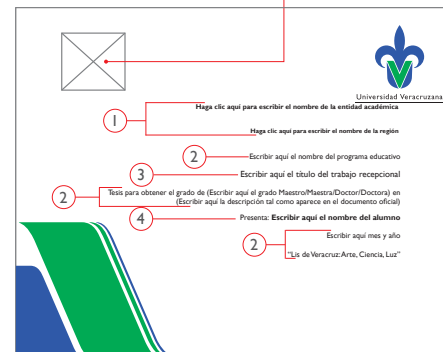 Universidad Veracruzana
Haga clic aquí para escribir el nombre de la entidad académica
1
Haga clic aquí para escribir el nombre de la región
2
Escribir aquí el nombre del programa educativo
3
Escribir aquí el título del trabajo recepcional
2
Tesis para obtener el grado de (Escribir aquí el grado Maestro/Maestra/Doctor/Doctora) en
(Escribir aquí la descripción tal como aparece en el documento oficial)
4
Presenta: Escribir aquí el nombre del alumno
2
Escribir aquí mes y año
"Lis de Veracruz: Arte, Ciencia, Luz"